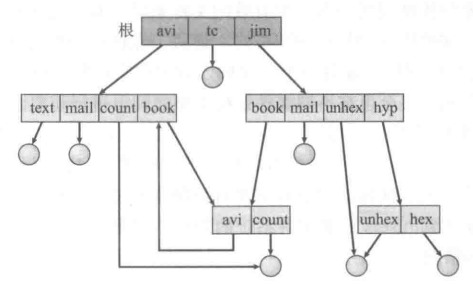 根 avi tc jim
text mail count book book mail unhex hyp
avi count unhex hex